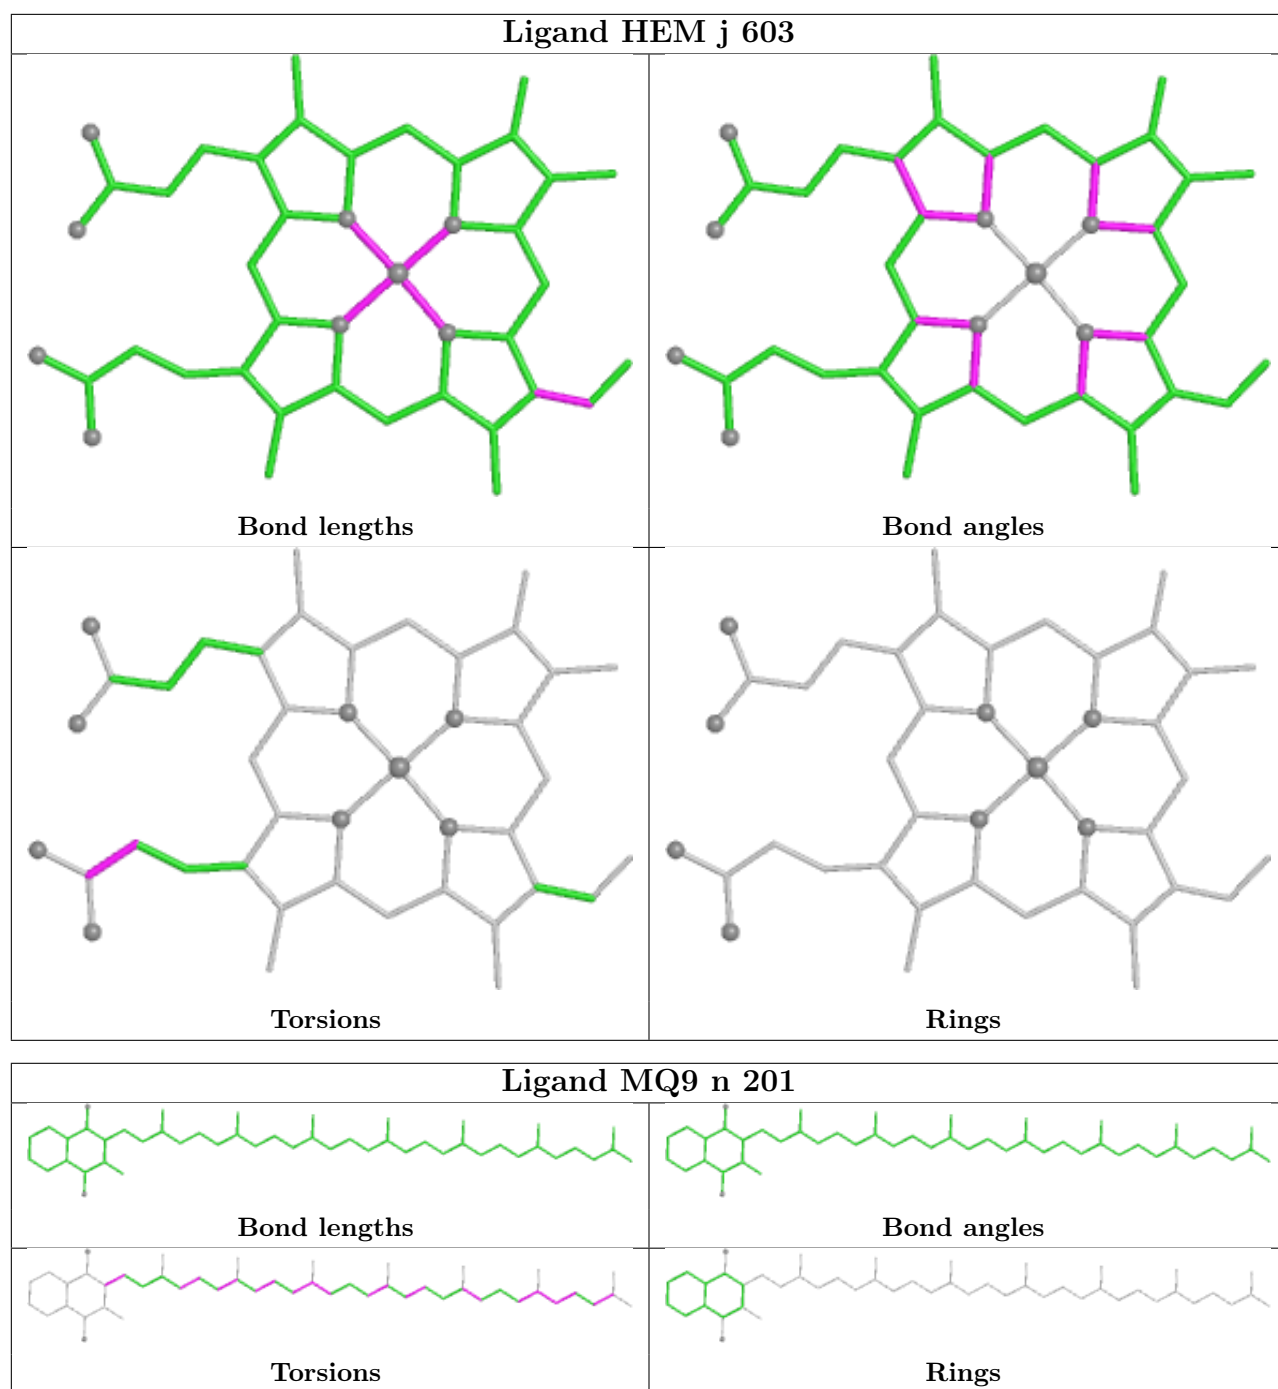 Ligand HEM j 603
Bond lengths
Bond angles
Torsions
Rings
Ligand MQ9 n 201
Bond lengths
Bond angles
Torsions
Rings